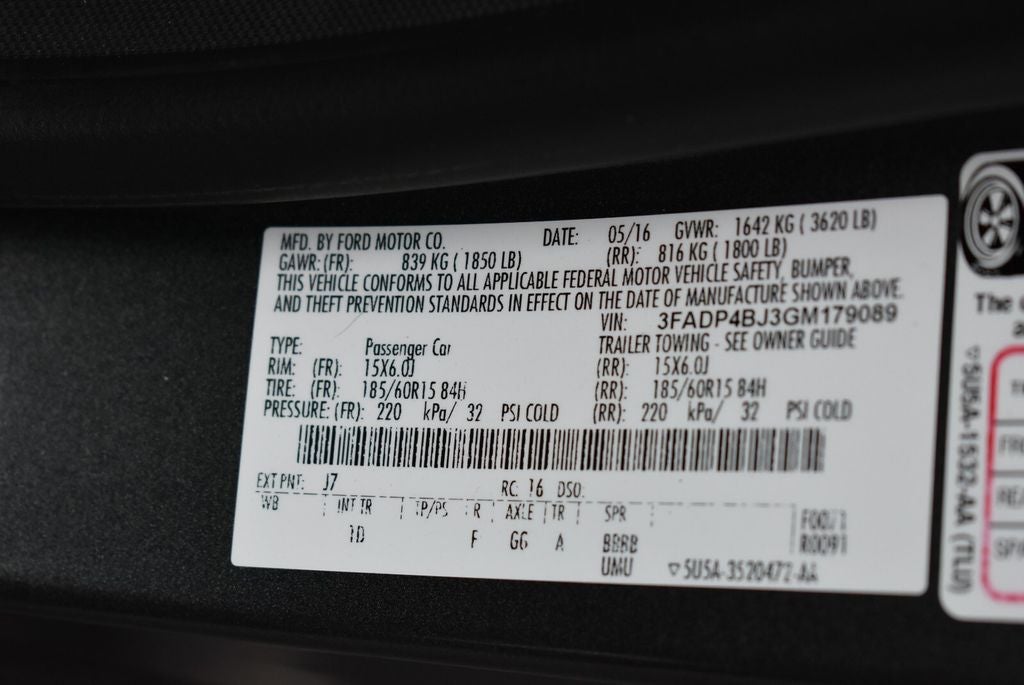 MFD. BY FORD MOTOR CO. DATE: 05/16 GVWR: 1642 KG ( 3620 LB)
GAWR: (FR): 839 KG ( 1850 LB) (RR): 816 KG ( 1800 LB)
THIS VEHICLE CONFORMS TO ALL APPLICABLE FEDERAL MOTOR VEHICLE SAFETY, BUMPER,
AND THEFT PREVENTION STANDARDS IN EFFECT ON THE DATE OF MANUFACTURE SHOWN ABOVE.
VIN: 3FADP4BJ3GM179089
TYPE: Passenger Car TRAILER TOWING - SEE OWNER GUIDE
RIM: (FR): 15X6.0J (RR): 15X6.0J
TIRE: (FR): 185/60R15 84H (RR): 185/60R15 84H
PRESSURE: (FR): 220 kPa/ 32 PSI COLD (RR): 220 kPa/ 32 PSI COLD
EXT PNT: J7 RC: 16 DSO:
WB INT TR TP/PS R AXLE TR SPR
1D F GG A BBBB
UMU
R0091
▽5U5A-3520472-AA
The
▽5U5A-1532-AA (TLU)